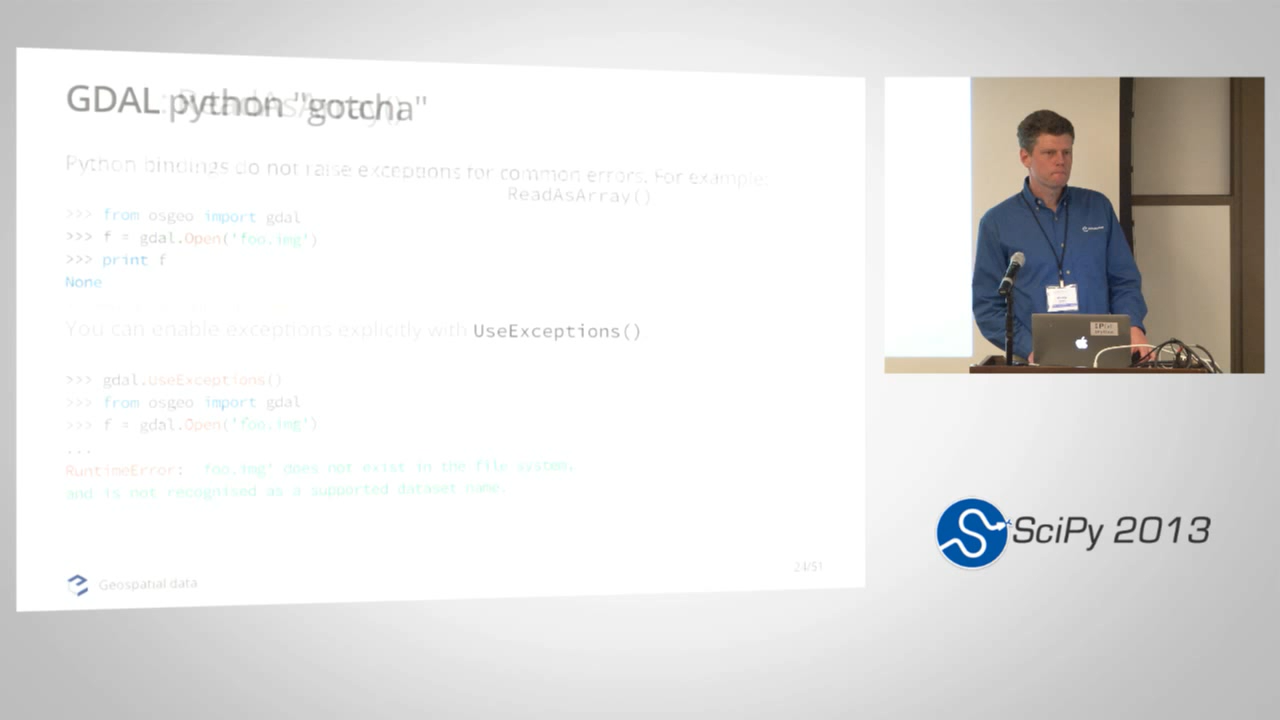 GDAL python "gotcha"
Python bindings do not raise exceptions for common errors. For example:
ReadAsArray()
>>> from osgeo import gdal
>>> f = gdal.Open('foo.img')
>>> print f
None
You can enable exceptions explicitly with UseExceptions()
>>> gdal.UseExceptions()
>>> from osgeo import gdal
>>> f = gdal.Open('foo.img')
...
RuntimeError: `foo.img' does not exist in the file system,
and is not recognised as a supported dataset name.
Geospatial data
24/51
SciPy 2013